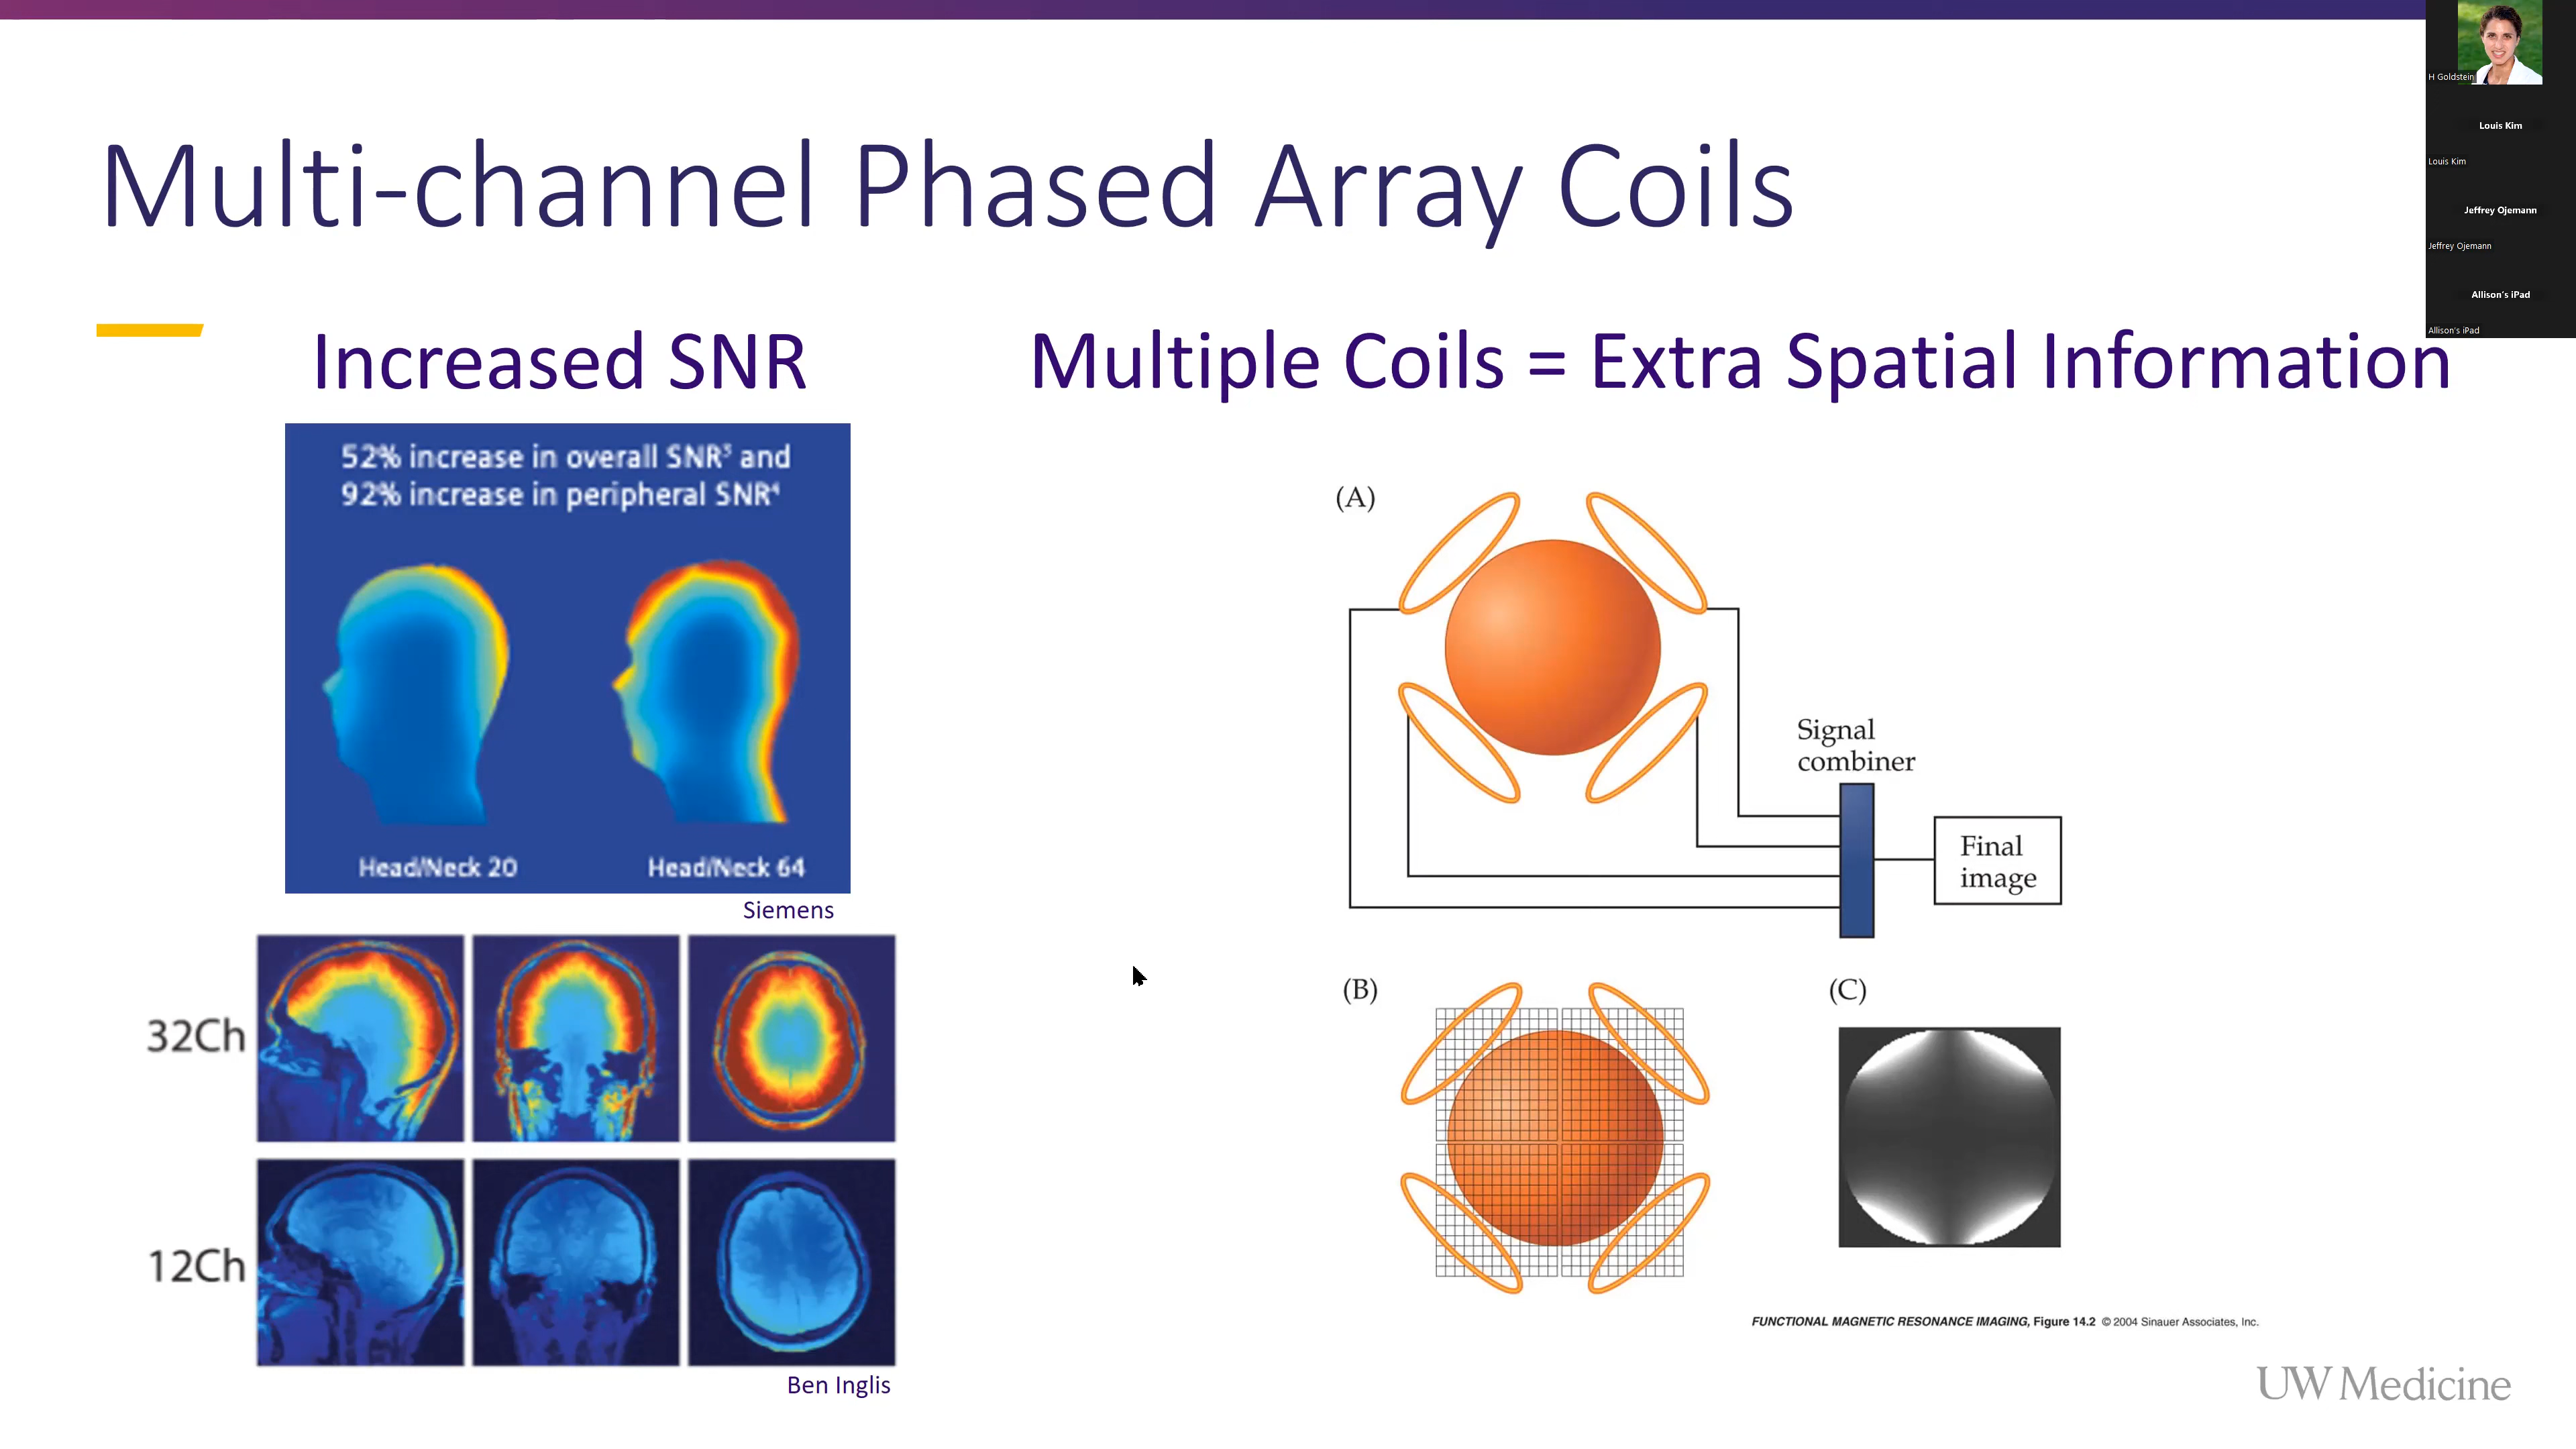 Multi-channel Phased Array Coils
Increased SNR
52% increase in overall SNR³ and
92% increase in peripheral SNR⁴
Head/Neck 20
Head/Neck 64
Siemens
32Ch
12Ch
Ben Inglis
Multiple Coils = Extra Spatial Information
(A)
Signal
combiner
Final
image
(B)
(C)
FUNCTIONAL MAGNETIC RESONANCE IMAGING, Figure 14.2 © 2004 Sinauer Associates, Inc.
UW Medicine
H Goldstein
Louis Kim
Louis Kim
Jeffrey Ojemann
Jeffrey Ojemann
Allison's iPad
Allison's iPad